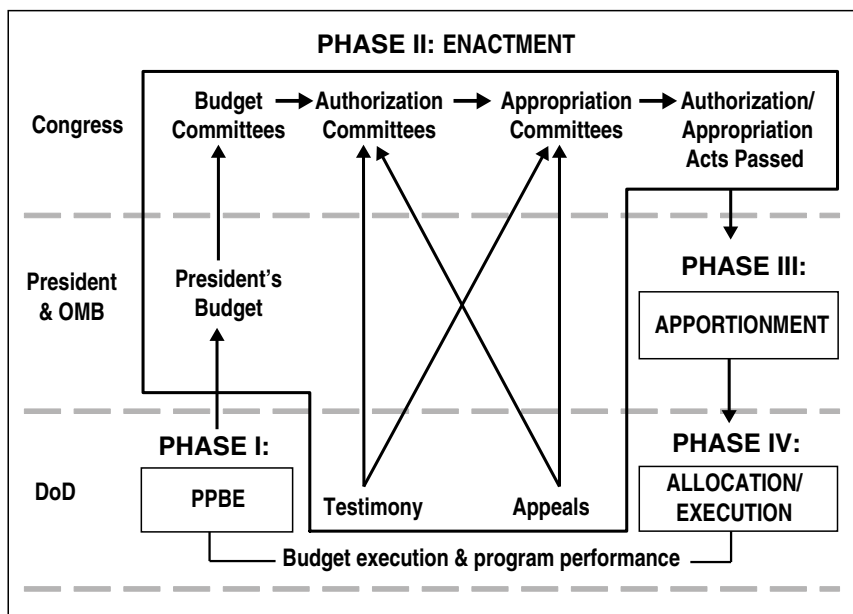 PHASE II: ENACTMENT
Congress
Budget
Committees
Authorization
Committees
Appropriation
Committees
Authorization/
Appropriation
Acts Passed
President
& OMB
President’s
Budget
PHASE III:
APPORTIONMENT
DoD
PHASE I:
PPBE
Testimony
Appeals
PHASE IV:
ALLOCATION/
EXECUTION
Budget execution & program performance